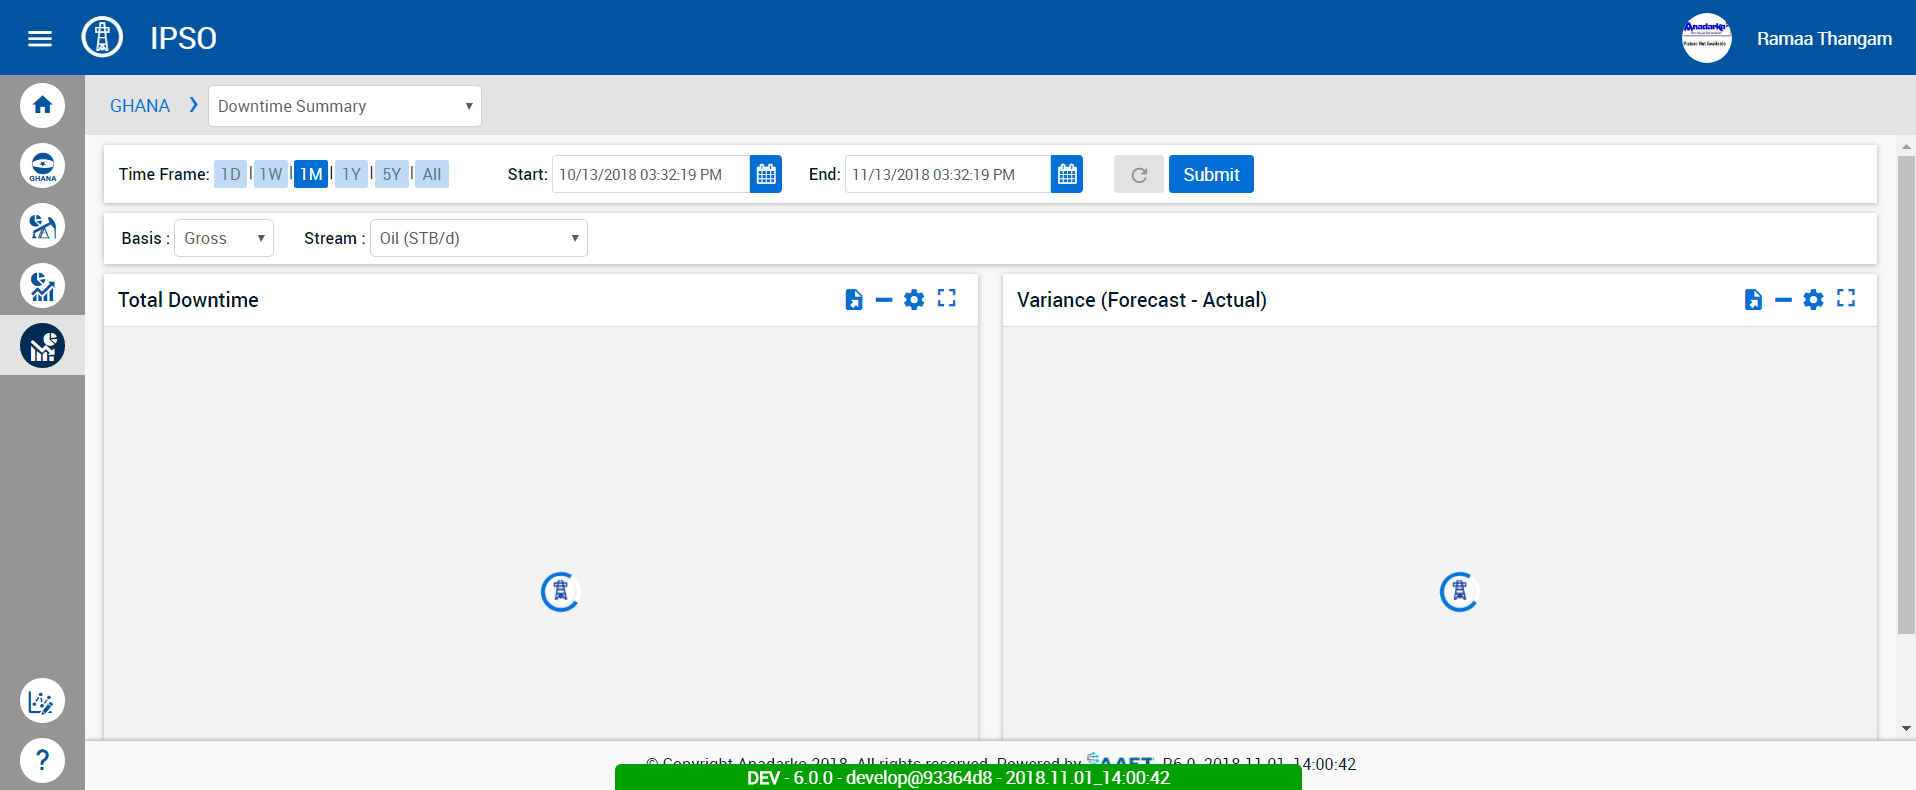 IPSO
Ramaa Thangam
GHANA
Downtime Summary
GHANA
Time Frame: 1D | 1W | 1M | 1Y | 5Y | All
Start: 10/13/2018 03:32:19 PM
End: 11/13/2018 03:32:19 PM
Submit
Basis : Gross
Stream : Oil (STB/d)
Total Downtime
Variance (Forecast - Actual)
?
© Copyright Anadarko 2018. All rights reserved. Powered by R6.0. 2018.11.01_14:00:42
DEV - 6.0.0 - develop@93364d8 - 2018.11.01_14:00:42